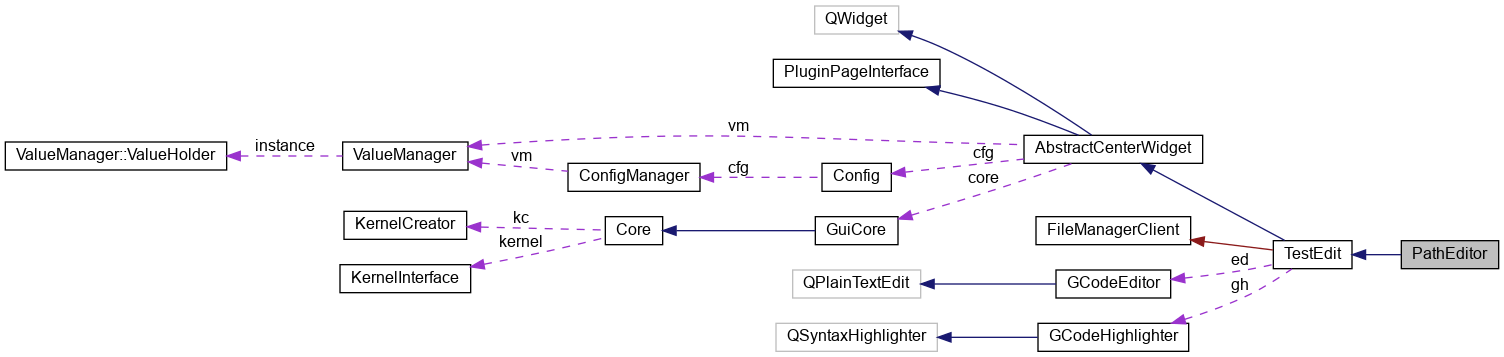 QWidget
PluginPageInterface
vm
instance
ValueManager::ValueHolder
ValueManager
vm
ConfigManager
cfg
Config
cfg
AbstractCenterWidget
core
KernelCreator
kc
kernel
Core
GuiCore
KernelInterface
FileManagerClient
TestEdit
PathEditor
ed
gh
QPlainTextEdit
GCodeEditor
QSyntaxHighlighter
GCodeHighlighter